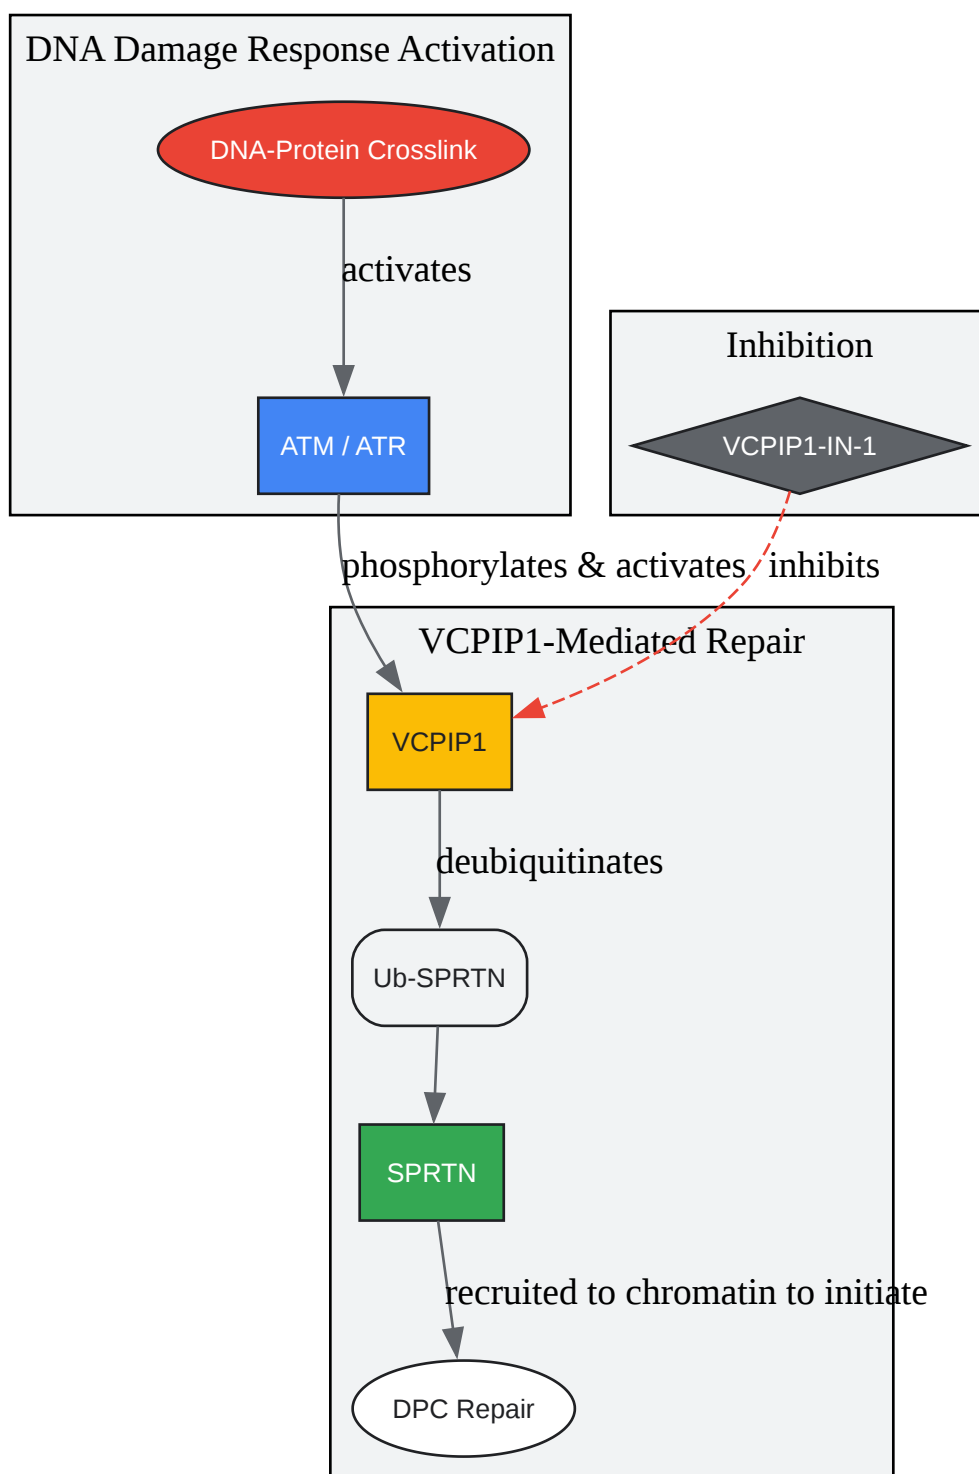 DNA Damage Response Activation
DNA-Protein Crosslink
activates
ATM / ATR
Inhibition
VCPIP1-IN-1
phosphorylates & activates
inhibits
VCPIP1-Mediated Repair
VCPIP1
deubiquitinates
Ub-SPRTN
SPRTN
recruited to chromatin to initiate
DPC Repair